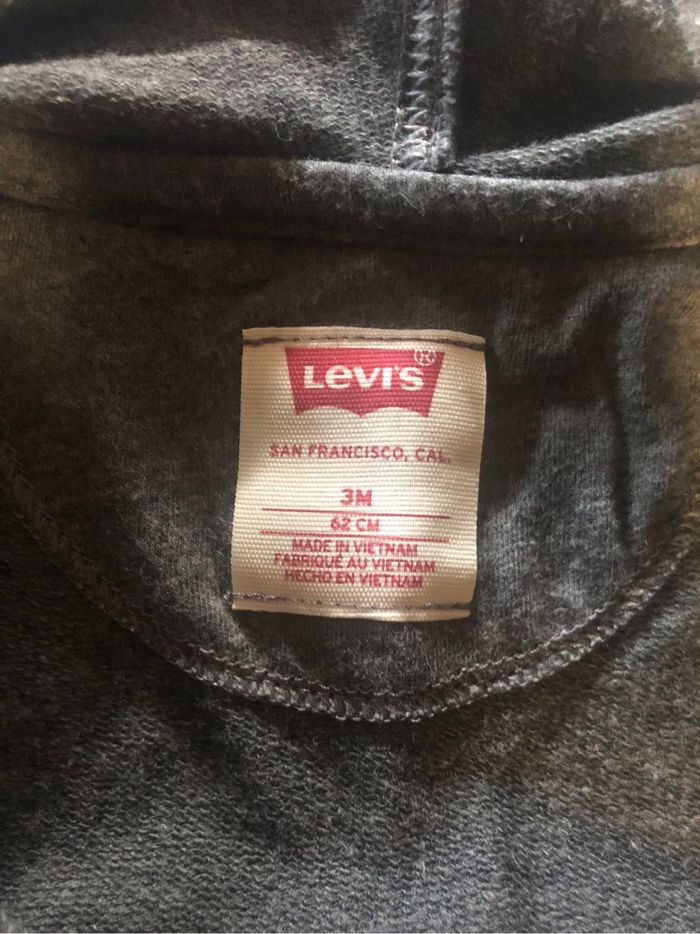 LEVI'S ®
SAN FRANCISCO, CAL.
3M
62 CM
MADE IN VIETNAM
FABRIQUÉ AU VIETNAM
HECHO EN VIETNAM